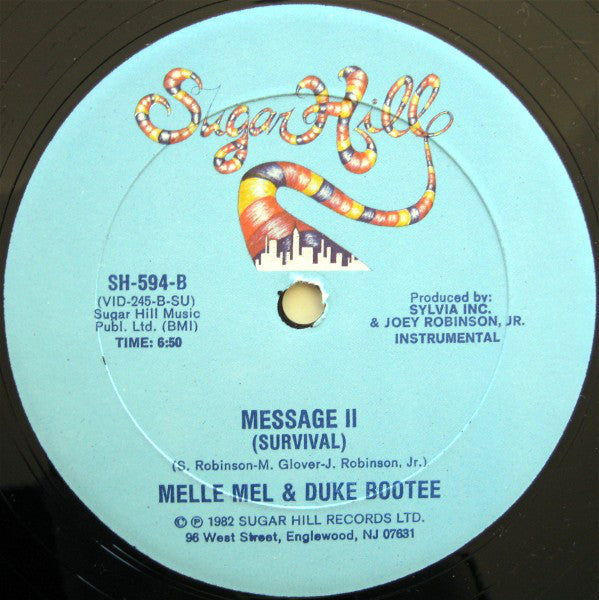 Sugar Hill
SH-594-B
(VID-245-B-SU)
Sugar Hill Music
Publ. Ltd. (BMI)
TIME: 6:50
Produced by:
SYLVIA INC.
& JOEY ROBINSON, JR.
INSTRUMENTAL
MESSAGE II
(SURVIVAL)
(S. Robinson-M. Glover-J. Robinson, Jr.)
MELLE MEL & DUKE BOOTEE
© ℗ 1982 SUGAR HILL RECORDS LTD.
96 West Street, Englewood, NJ 07631